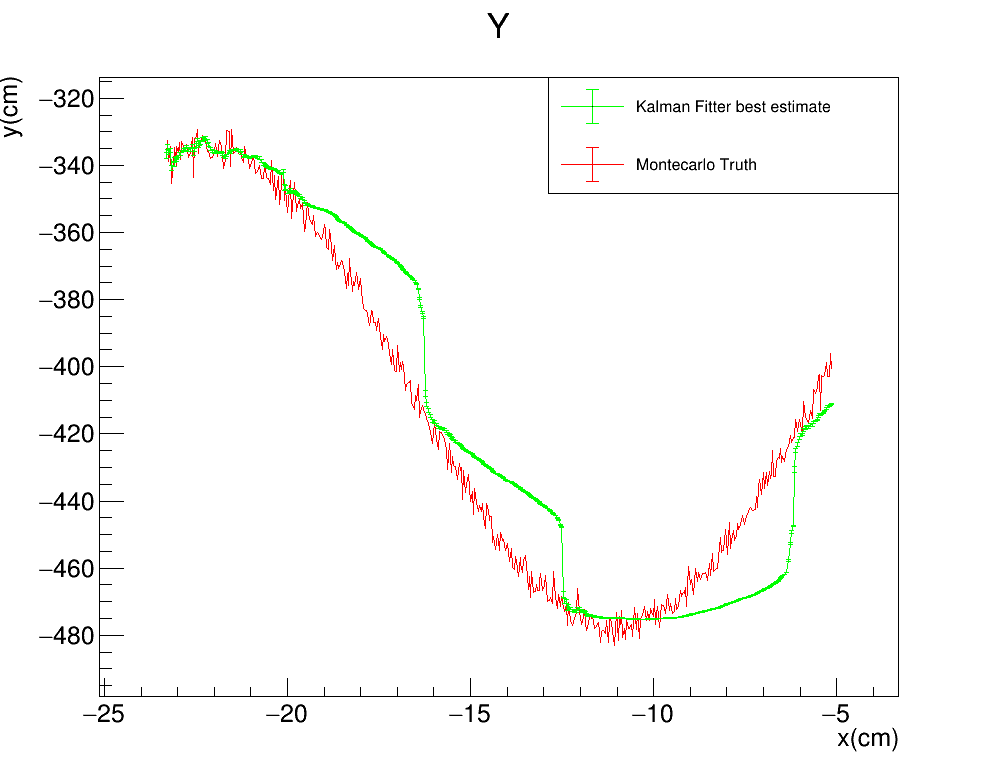 Y
y(cm)
−320
−340
−360
−380
−400
−420
−440
−460
−480
Kalman Fitter best estimate
Montecarlo Truth
−25 −20 −15 −10 −5
x(cm)